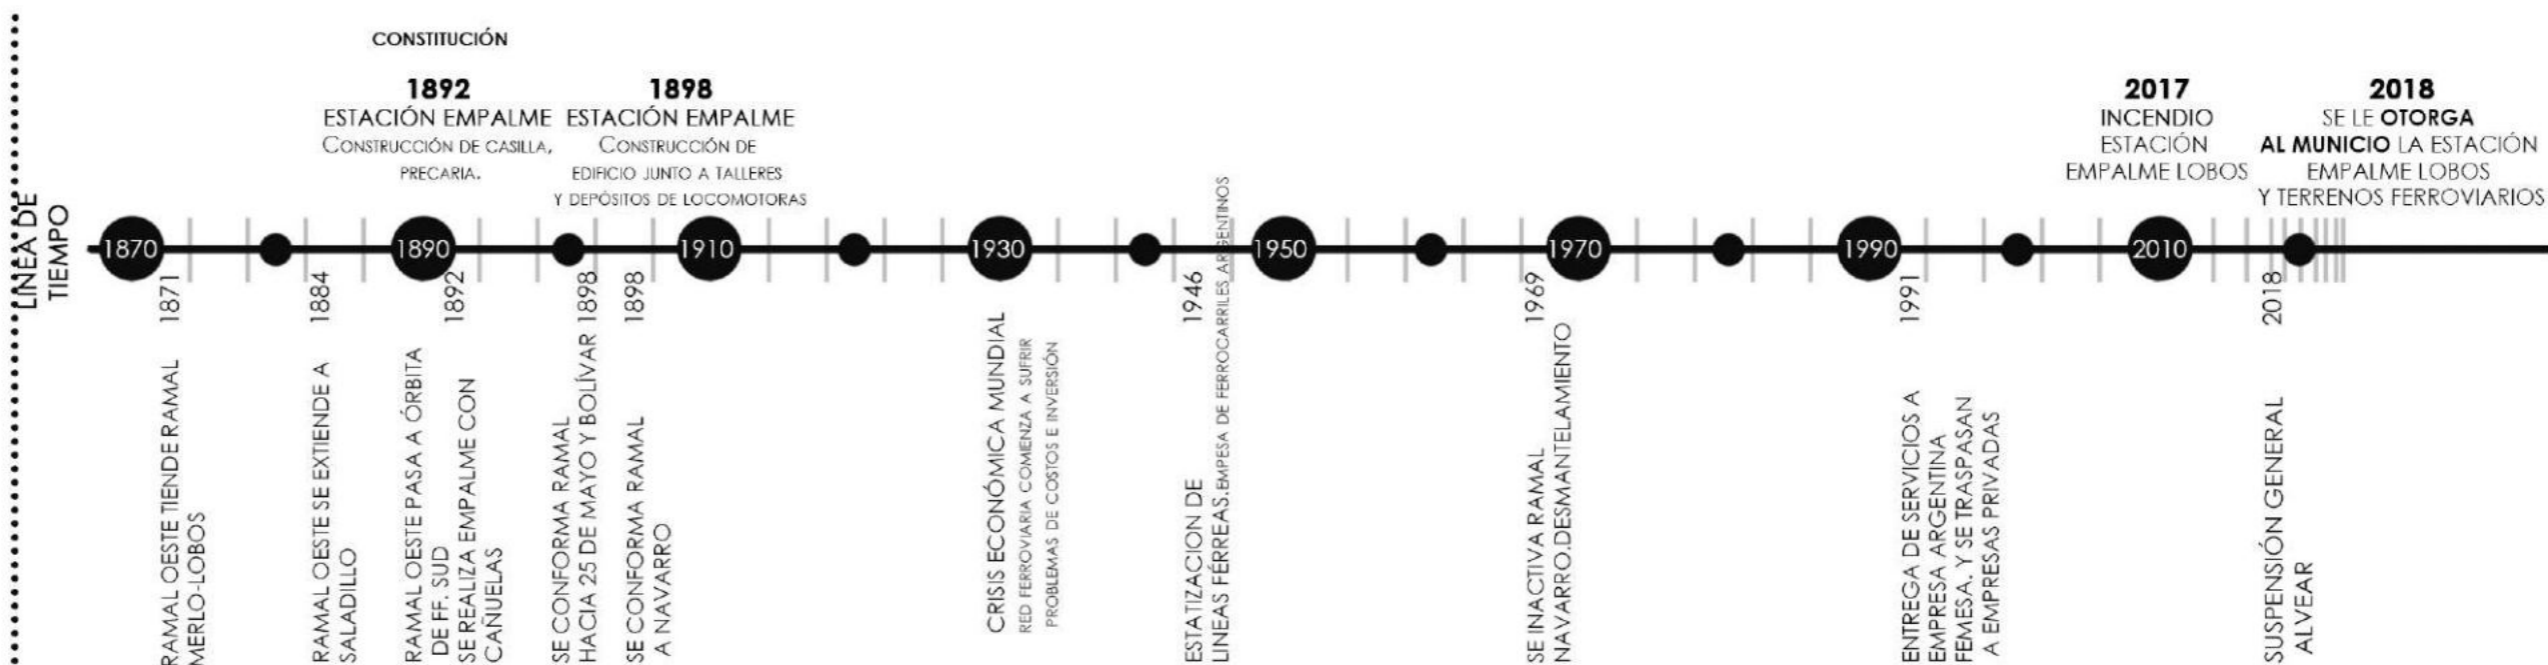 CONSTITUCIÓN
1892
ESTACIÓN EMPALME
CONSTRUCCIÓN DE CASILLA,
PRECARIA.
1898
ESTACIÓN EMPALME
CONSTRUCCIÓN DE
EDIFICIO JUNTO A TALLERES
Y DEPÓSITOS DE LOCOMOTORAS
2017
INCENDIO
ESTACIÓN
EMPALME LOBOS
2018
SE LE OTORGA
AL MUNICIO LA ESTACIÓN
EMPALME LOBOS
Y TERRENOS FERROVIARIOS
LINEA DE
TIEMPO
1870
1890
1910
1930
1950
1970
1990
2010
1871
RAMAL OESTE TIENDE RAMAL
MERLO-LOBOS
1884
RAMAL OESTE SE EXTIENDE A
SALADILLO
RAMAL OESTE PASA A ÓRBITA
DE FF. SUD
1892
SE REALIZA EMPALME CON
CAÑUELAS
SE CONFORMA RAMAL
HACIA 25 DE MAYO Y BOLÍVAR 1898
1898
SE CONFORMA RAMAL
A NAVARRO
CRISIS ECONÓMICA MUNDIAL
RED FERROVIARIA COMIENZA A SUFRIR
PROBLEMAS DE COSTOS E INVERSIÓN
1946
ESTATIZACION DE
LINEAS FÉRREAS.EMPESA DE FERROCARRILES ARGENTINOS
1969
SE INACTIVA RAMAL
NAVARRO.DESMANTELAMIENTO
1991
ENTREGA DE SERVICIOS A
EMPRESA ARGENTINA
FEMESA. Y SE TRASPASAN
A EMPRESAS PRIVADAS
2018
SUSPENSIÓN GENERAL
ALVEAR